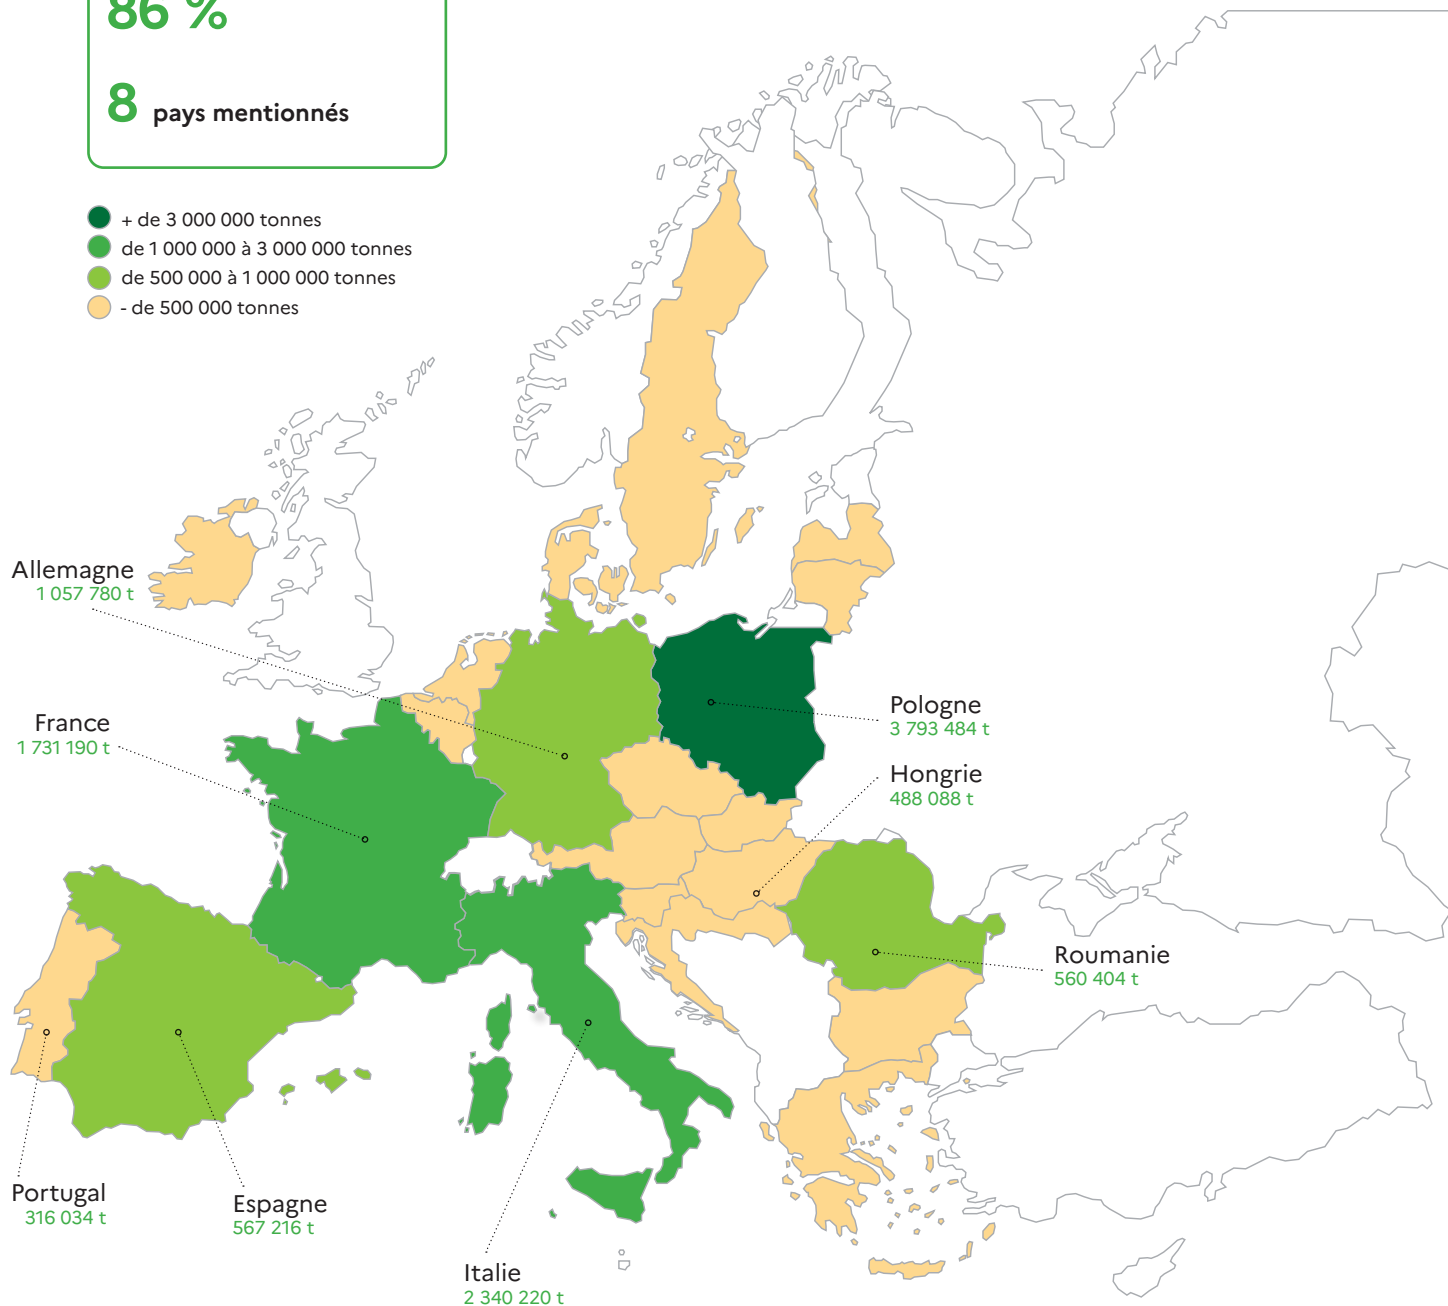 86 %
8 pays mentionnés
+ de 3 000 000 tonnes
de 1 000 000 à 3 000 000 tonnes
de 500 000 à 1 000 000 tonnes
- de 500 000 tonnes
Allemagne
1 057 780 t
France
1 731 190 t
Pologne
3 793 484 t
Hongrie
488 088 t
Roumanie
560 404 t
Portugal
316 034 t
Espagne
567 216 t
Italie
2 340 220 t